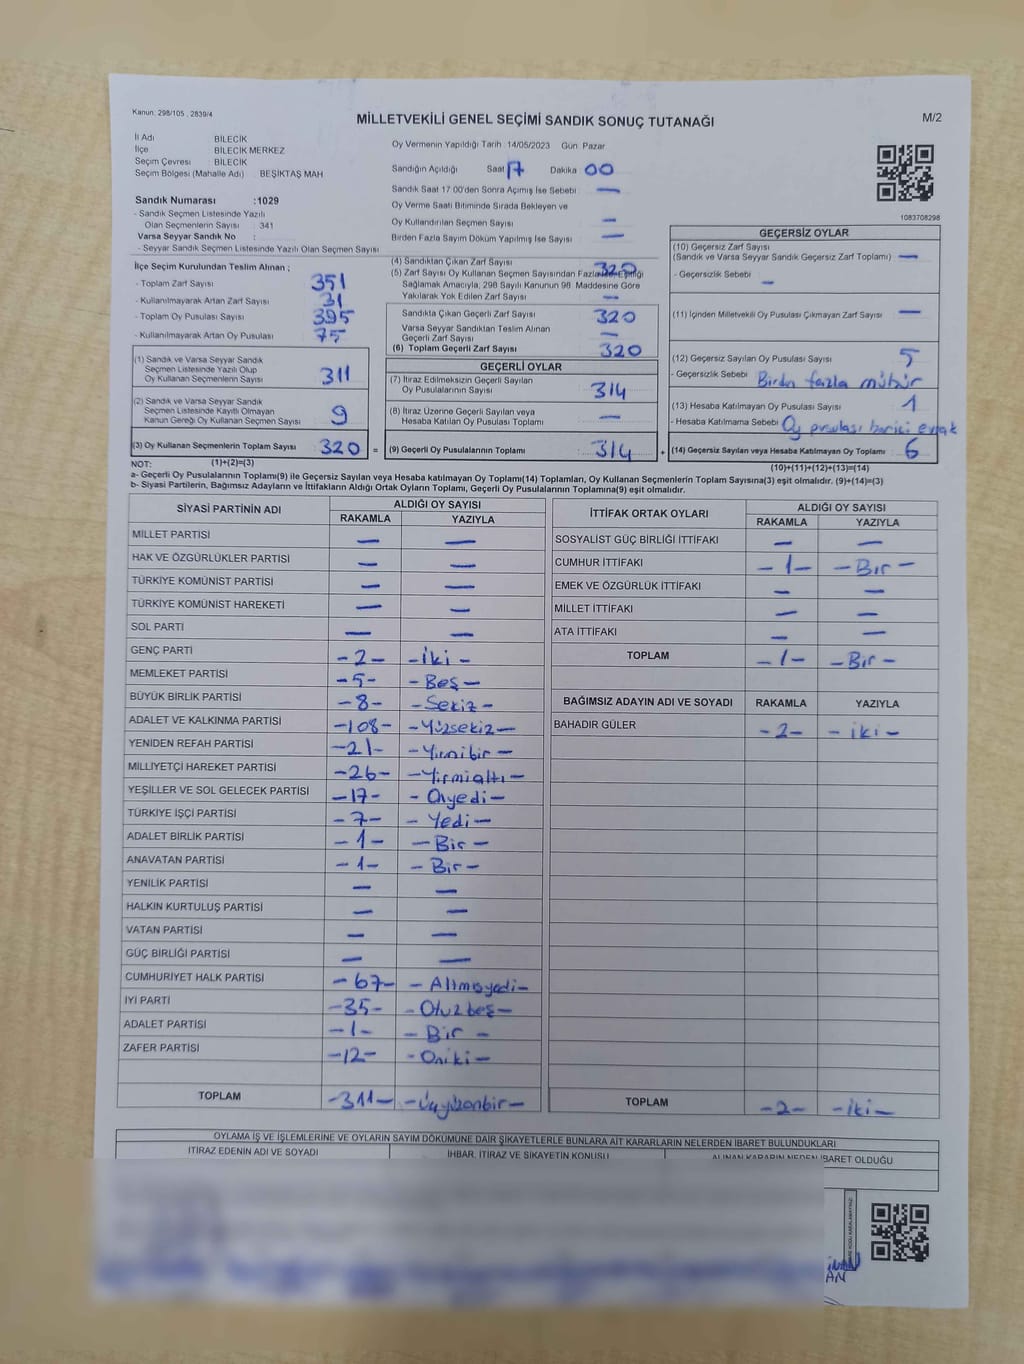 Kanun: 298/105 , 2839/4
MİLLETVEKİLİ GENEL SEÇİMİ SANDIK SONUÇ TUTANAĞI
M/2
İl Adı BİLECİK
İlçe BİLECİK MERKEZ
Seçim Çevresi BİLECİK
Seçim Bölgesi (Mahalle Adı) BEŞİKTAŞ MAH
Oy Vermenin Yapıldığı Tarih 14/05/2023 Gün Pazar
Sandığın Açıldığı Saat 17 Dakika 00
Sandık Saat 17:00'den Sonra Açımış İse Sebebi —
Oy Verme Saati Bitiminde Sırada Bekleyen ve
Oy Kullandırılan Seçmen Sayısı —
Birden Fazla Sayım Döküm Yapılmış İse Sayısı —
1083708298
Sandık Numarası :1029
- Sandık Seçmen Listesinde Yazılı
Olan Seçmenlerin Sayısı : 341
Varsa Seyyar Sandık No :
- Seyyar Sandık Seçmen Listesinde Yazılı Olan Seçmen Sayısı
İlçe Seçim Kurulundan Teslim Alınan ;
- Toplam Zarf Sayısı 351
- Kullanılmayarak Artan Zarf Sayısı 31
- Toplam Oy Pusulası Sayısı 395
- Kullanılmayarak Artan Oy Pusulası 75
(1) Sandık ve Varsa Seyyar Sandık
Seçmen Listesinde Yazılı Olup
Oy Kullanan Seçmenlerin Sayısı 311
(2) Sandık ve Varsa Seyyar Sandık
Seçmen Listesinde Kayıtlı Olmayan
Kanun Gereği Oy Kullanan Seçmen Sayısı 9
(3) Oy Kullanan Seçmenlerin Toplam Sayısı 320 =
(4) Sandıktan Çıkan Zarf Sayısı 320
(5) Zarf Sayısı Oy Kullanan Seçmen Sayısından Fazla İse, Eşitliği
Sağlamak Amacıyla, 298 Sayılı Kanunun 98. Maddesine Göre
Yakılarak Yok Edilen Zarf Sayısı —
Sandıkta Çıkan Geçerli Zarf Sayısı 320
Varsa Seyyar Sandıktan Teslim Alınan
Geçerli Zarf Sayısı —
(6) Toplam Geçerli Zarf Sayısı 320
GEÇERLİ OYLAR
(7) İtiraz Edilmeksizin Geçerli Sayılan
Oy Pusulalarının Sayısı 314
(8) İtiraz Üzerine Geçerli Sayılan veya
Hesaba Katılan Oy Pusulaları Toplamı —
(9) Geçerli Oy Pusulalarının Toplamı 314 +
GEÇERSİZ OYLAR
(10) Geçersiz Zarf Sayısı
(Sandık ve Varsa Seyyar Sandık Geçersiz Zarf Toplamı) —
- Geçersizlik Sebebi —
(11) İçinden Milletvekili Oy Pusulası Çıkmayan Zarf Sayısı —
(12) Geçersiz Sayılan Oy Pusulası Sayısı 5
- Geçersizlik Sebebi Birden fazla mühür
(13) Hesaba Katılmayan Oy Pusulası Sayısı 1
- Hesaba Katılmama Sebebi Oy pusulası harici evrak
(14) Geçersiz Sayılan veya Hesaba Katılmayan Oy Toplamı 6
NOT: (1)+(2)=(3)
(10)+(11)+(12)+(13)=(14)
a- Geçerli Oy Pusulalarının Toplamı(9) ile Geçersiz Sayılan veya Hesaba katılmayan Oy Toplamı(14) Toplamları, Oy Kullanan Seçmenlerin Toplam Sayısına(3) eşit olmalıdır. (9)+(14)=(3)
b- Siyasi Partilerin, Bağımsız Adayların ve İttifakların Aldığı Ortak Oyların Toplamı, Geçerli Oy Pusulalarının Toplamına(9) eşit olmalıdır.
SİYASİ PARTİNİN ADI ALDIĞI OY SAYISI
RAKAMLA YAZIYLA
MİLLET PARTİSİ — —
HAK VE ÖZGÜRLÜKLER PARTİSİ — —
TÜRKİYE KOMÜNİST PARTİSİ — —
TÜRKİYE KOMÜNİST HAREKETİ — —
SOL PARTİ — —
GENÇ PARTİ -2- -İki-
MEMLEKET PARTİSİ -5- -Beş-
BÜYÜK BİRLİK PARTİSİ -8- -Sekiz-
ADALET VE KALKINMA PARTİSİ -108- -Yüzsekiz-
YENİDEN REFAH PARTİSİ -21- -Yirmibir-
MİLLİYETÇİ HAREKET PARTİSİ -26- -Yirmialtı-
YEŞİLLER VE SOL GELECEK PARTİSİ -17- -Onyedi-
TÜRKİYE İŞÇİ PARTİSİ -7- -Yedi-
ADALET BİRLİK PARTİSİ -1- -Bir-
ANAVATAN PARTİSİ -1- -Bir-
YENİLİK PARTİSİ — —
HALKIN KURTULUŞ PARTİSİ — —
VATAN PARTİSİ — —
GÜÇ BİRLİĞİ PARTİSİ — —
CUMHURİYET HALK PARTİSİ -67- -Altmışyedi-
İYİ PARTİ -35- -Otuzbeş-
ADALET PARTİSİ -1- -Bir-
ZAFER PARTİSİ -12- -Oniki-
TOPLAM -311- -Üçyüzonbir-
İTTİFAK ORTAK OYLARI ALDIĞI OY SAYISI
RAKAMLA YAZIYLA
SOSYALİST GÜÇ BİRLİĞİ İTTİFAKI — —
CUMHUR İTTİFAKI -1- -Bir-
EMEK VE ÖZGÜRLÜK İTTİFAKI — —
MİLLET İTTİFAKI — —
ATA İTTİFAKI — —
TOPLAM -1- -Bir-
BAĞIMSIZ ADAYIN ADI VE SOYADI RAKAMLA YAZIYLA
BAHADIR GÜLER -2- -iki-
TOPLAM -2- -iki-
OYLAMA İŞ VE İŞLEMLERİNE VE OYLARIN SAYIM DÖKÜMÜNE DAİR ŞİKAYETLERLE BUNLARA AİT KARARLARIN NELERDEN İBARET BULUNDUKLARI
İTİRAZ EDENİN ADI VE SOYADI İHBAR, İTİRAZ VE ŞİKAYETİN KONUSU ALINAN KARARIN NEDEN İBARET OLDUĞU